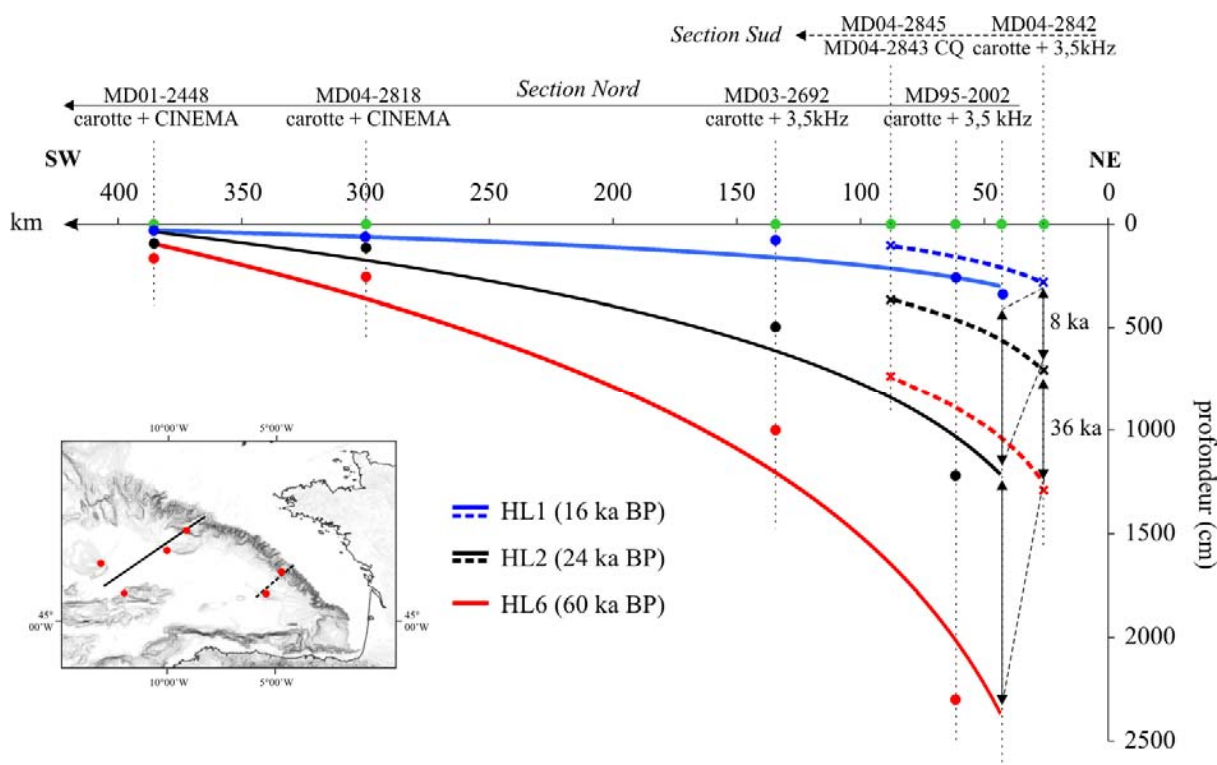 MD04-2845 MD04-2842
Section Sud
MD04-2843 CQ carotte + 3,5kHz
Section Nord
MD01-2448 MD04-2818 MD03-2692 MD95-2002
carotte + CINEMA carotte + CINEMA carotte + 3,5kHz carotte + 3,5 kHz
SW NE
400 350 300 250 200 150 100 50 0
km 0
8 ka
500
36 ka
1000
1500
2000
2500
profondeur (cm)
10°00'W 5°00'W
45°00'W 45°00'W
10°00'W 5°00'W
HL1 (16 ka BP)
HL2 (24 ka BP)
HL6 (60 ka BP)